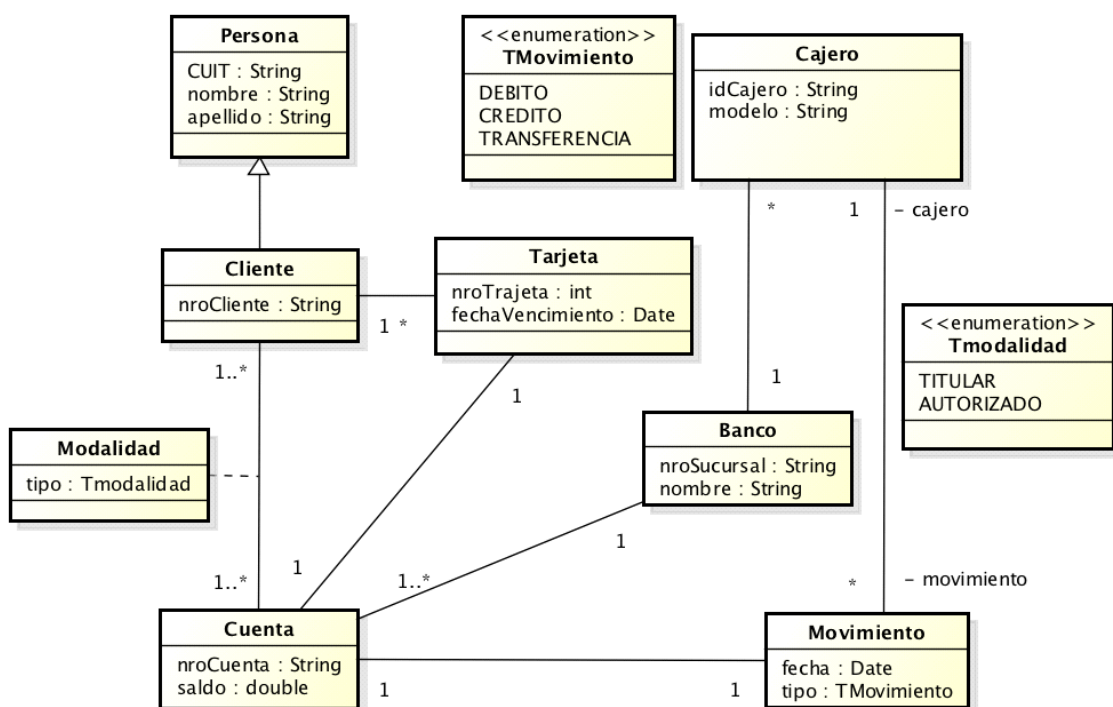 Persona
CUIT : String
nombre : String
apellido : String
<<enumeration>>
TMovimiento
DEBITO
CREDITO
TRANSFERENCIA
Cajero
idCajero : String
modelo : String
*
1
– cajero
Cliente
nroCliente : String
1 *
Tarjeta
nroTrajeta : int
fechaVencimiento : Date
<<enumeration>>
Tmodalidad
TITULAR
AUTORIZADO
1..*
1
1
Modalidad
tipo : Tmodalidad
Banco
nroSucursal : String
nombre : String
1..*
1
1..*
1
*
– movimiento
Cuenta
nroCuenta : String
saldo : double
1
1
Movimiento
fecha : Date
tipo : TMovimiento